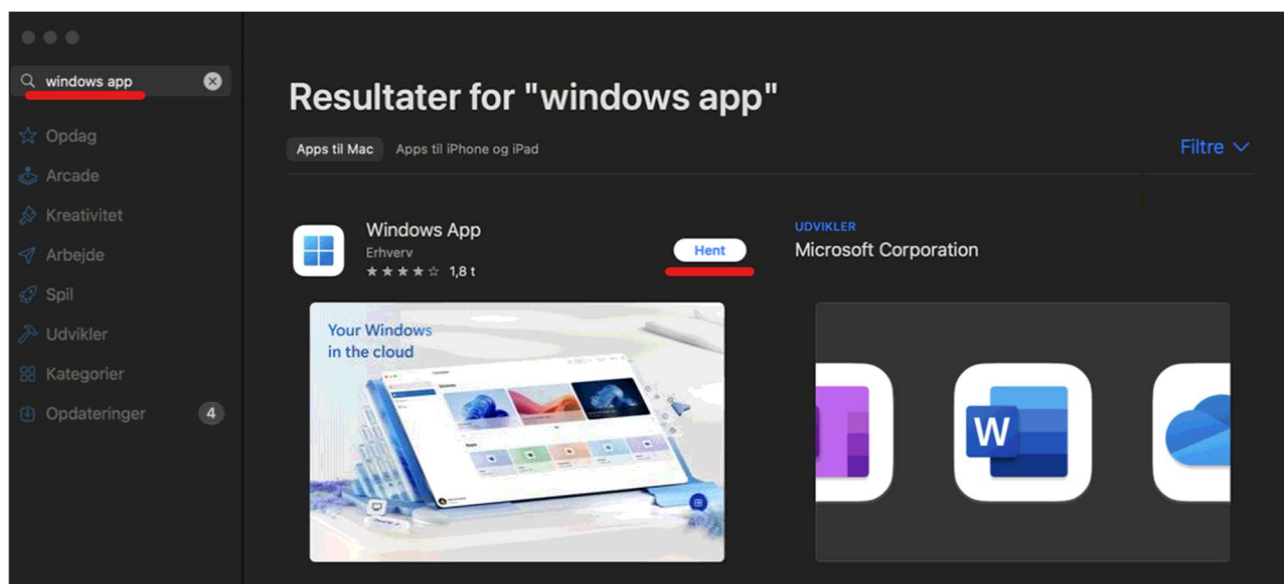 windows app
Opdag
Arcade
Kreativitet
Arbejde
Spil
Udvikler
Kategorier
Opdateringer 4
Resultater for "windows app"
Apps til Mac Apps til iPhone og iPad
Filtre
Windows App
Erhverv
1,8 t
Hent
UDVIKLER
Microsoft Corporation
Your Windows
in the cloud
W